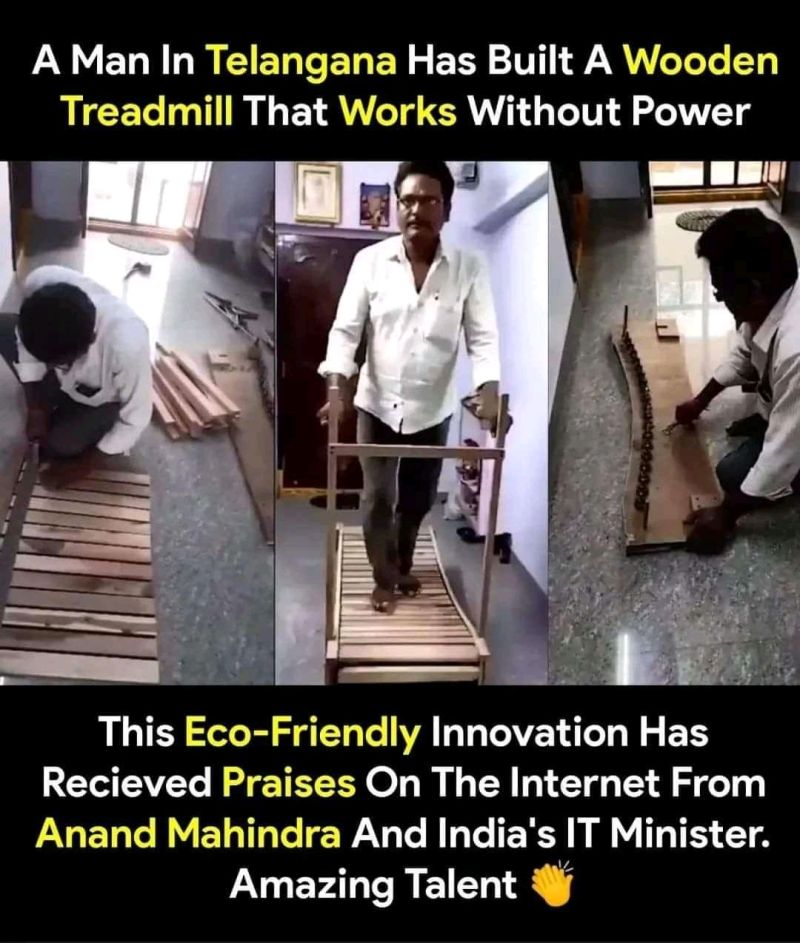 A Man In Telangana Has Built A Wooden
Treadmill That Works Without Power
This Eco-Friendly Innovation Has
Recieved Praises On The Internet From
Anand Mahindra And India's IT Minister.
Amazing Talent 👏